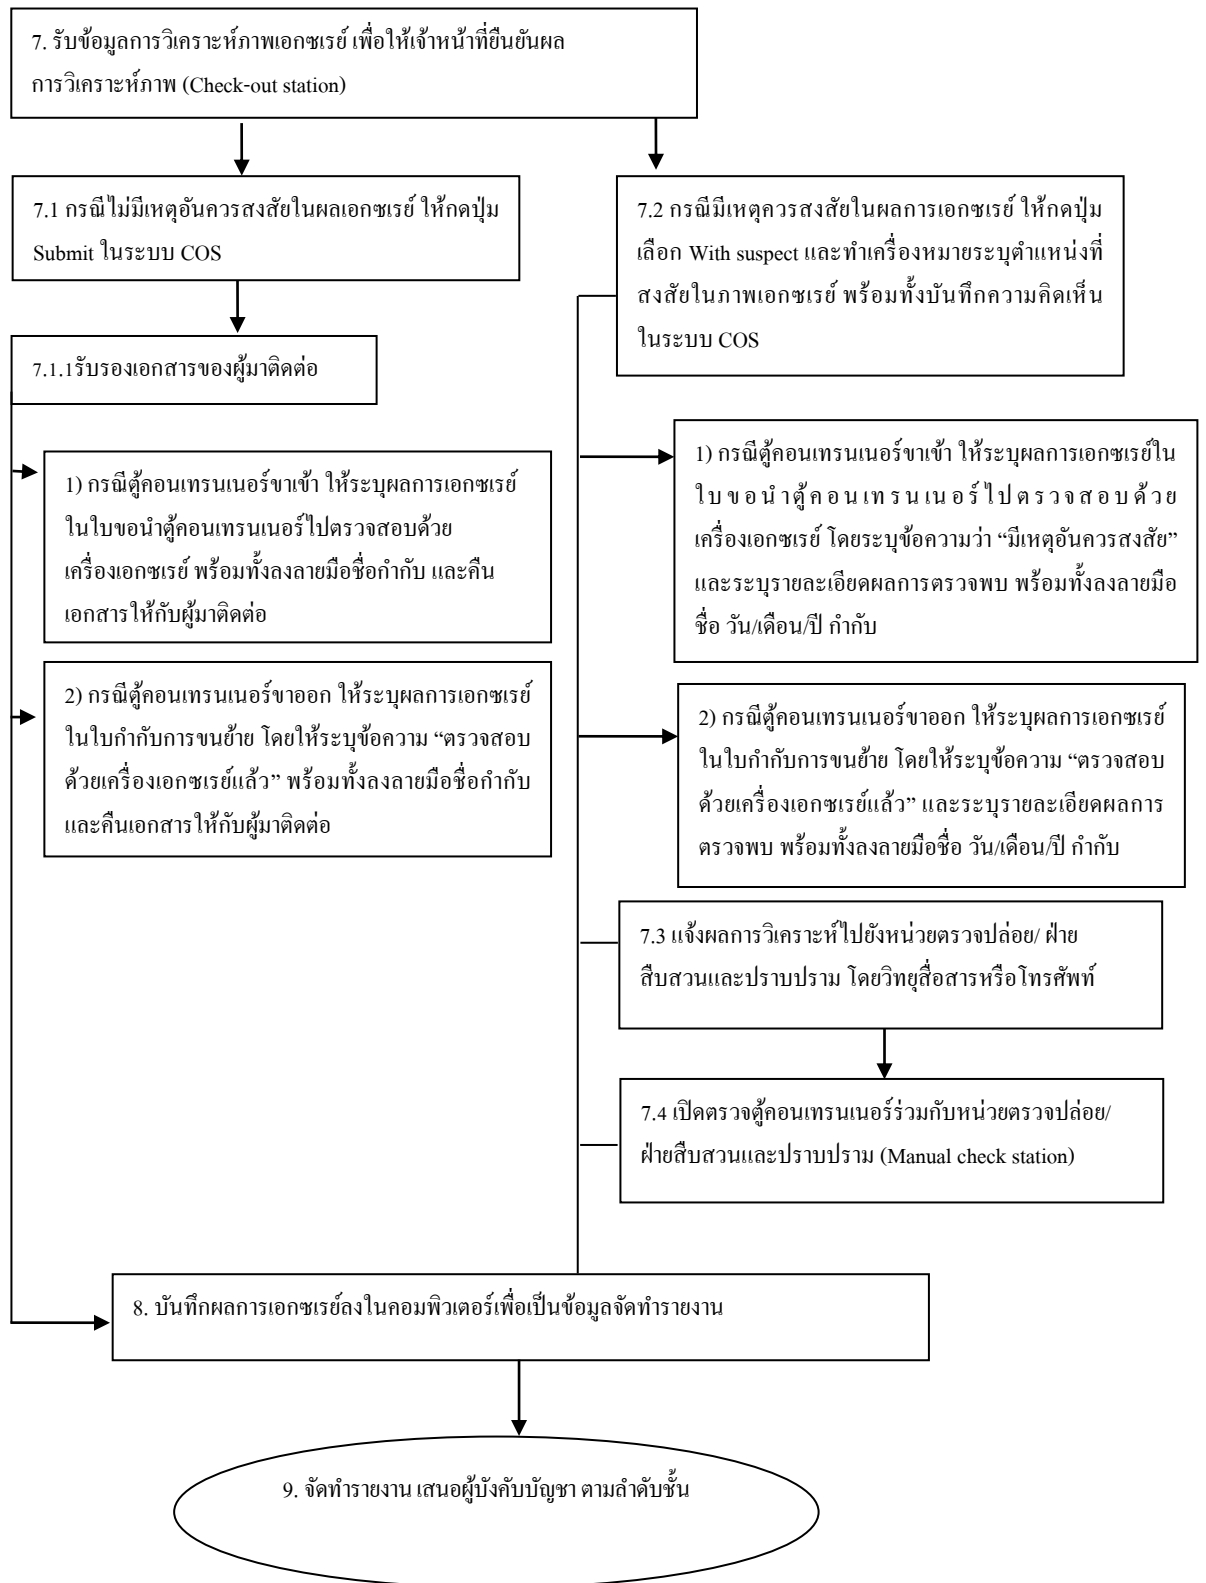 7. รับข้อมูลการวิเคราะห์ภาพเอกซเรย์ เพื่อให้เจ้าหน้าที่ยืนยันผล
การวิเคราะห์ภาพ (Check-out station)
7.1 กรณีไม่มีเหตุอันควรสงสัยในผลเอกซเรย์ ให้กดปุ่ม
Submit ในระบบ COS
7.1.1รับรองเอกสารของผู้มาติดต่อ
1) กรณีตู้คอนเทรนเนอร์ขาเข้า ให้ระบุผลการเอกซเรย์
ในใบขอนำตู้คอนเทรนเนอร์ไปตรวจสอบด้วย
เครื่องเอกซเรย์ พร้อมทั้งลงลายมือชื่อกำกับ และคืน
เอกสารให้กับผู้มาติดต่อ
2) กรณีตู้คอนเทรนเนอร์ขาออก ให้ระบุผลการเอกซเรย์
ในใบกำกับการขนย้าย โดยให้ระบุข้อความ “ตรวจสอบ
ด้วยเครื่องเอกซเรย์แล้ว” พร้อมทั้งลงลายมือชื่อกำกับ
และคืนเอกสารให้กับผู้มาติดต่อ
7.2 กรณีมีเหตุควรสงสัยในผลการเอกซเรย์ ให้กดปุ่ม
เลือก With suspect และทำเครื่องหมายระบุตำแหน่งที่
สงสัยในภาพเอกซเรย์ พร้อมทั้งบันทึกความคิดเห็น
ในระบบ COS
1) กรณีตู้คอนเทรนเนอร์ขาเข้า ให้ระบุผลการเอกซเรย์ใน
ใบขอนำตู้คอนเทรนเนอร์ไปตรวจสอบด้วย
เครื่องเอกซเรย์ โดยระบุข้อความว่า “มีเหตุอันควรสงสัย”
และระบุรายละเอียดผลการตรวจพบ พร้อมทั้งลงลายมือ
ชื่อ วัน/เดือน/ปี กำกับ
2) กรณีตู้คอนเทรนเนอร์ขาออก ให้ระบุผลการเอกซเรย์
ในใบกำกับการขนย้าย โดยให้ระบุข้อความ “ตรวจสอบ
ด้วยเครื่องเอกซเรย์แล้ว” และระบุรายละเอียดผลการ
ตรวจพบ พร้อมทั้งลงลายมือชื่อ วัน/เดือน/ปี กำกับ
7.3 แจ้งผลการวิเคราะห์ไปยังหน่วยตรวจปล่อย/ ฝ่าย
สืบสวนและปราบปราม โดยวิทยุสื่อสารหรือโทรศัพท์
7.4 เปิดตรวจตู้คอนเทรนเนอร์ร่วมกับหน่วยตรวจปล่อย/
ฝ่ายสืบสวนและปราบปราม (Manual check station)
8. บันทึกผลการเอกซเรย์ลงในคอมพิวเตอร์เพื่อเป็นข้อมูลจัดทำรายงาน
9. จัดทำรายงาน เสนอผู้บังคับบัญชา ตามลำดับชั้น